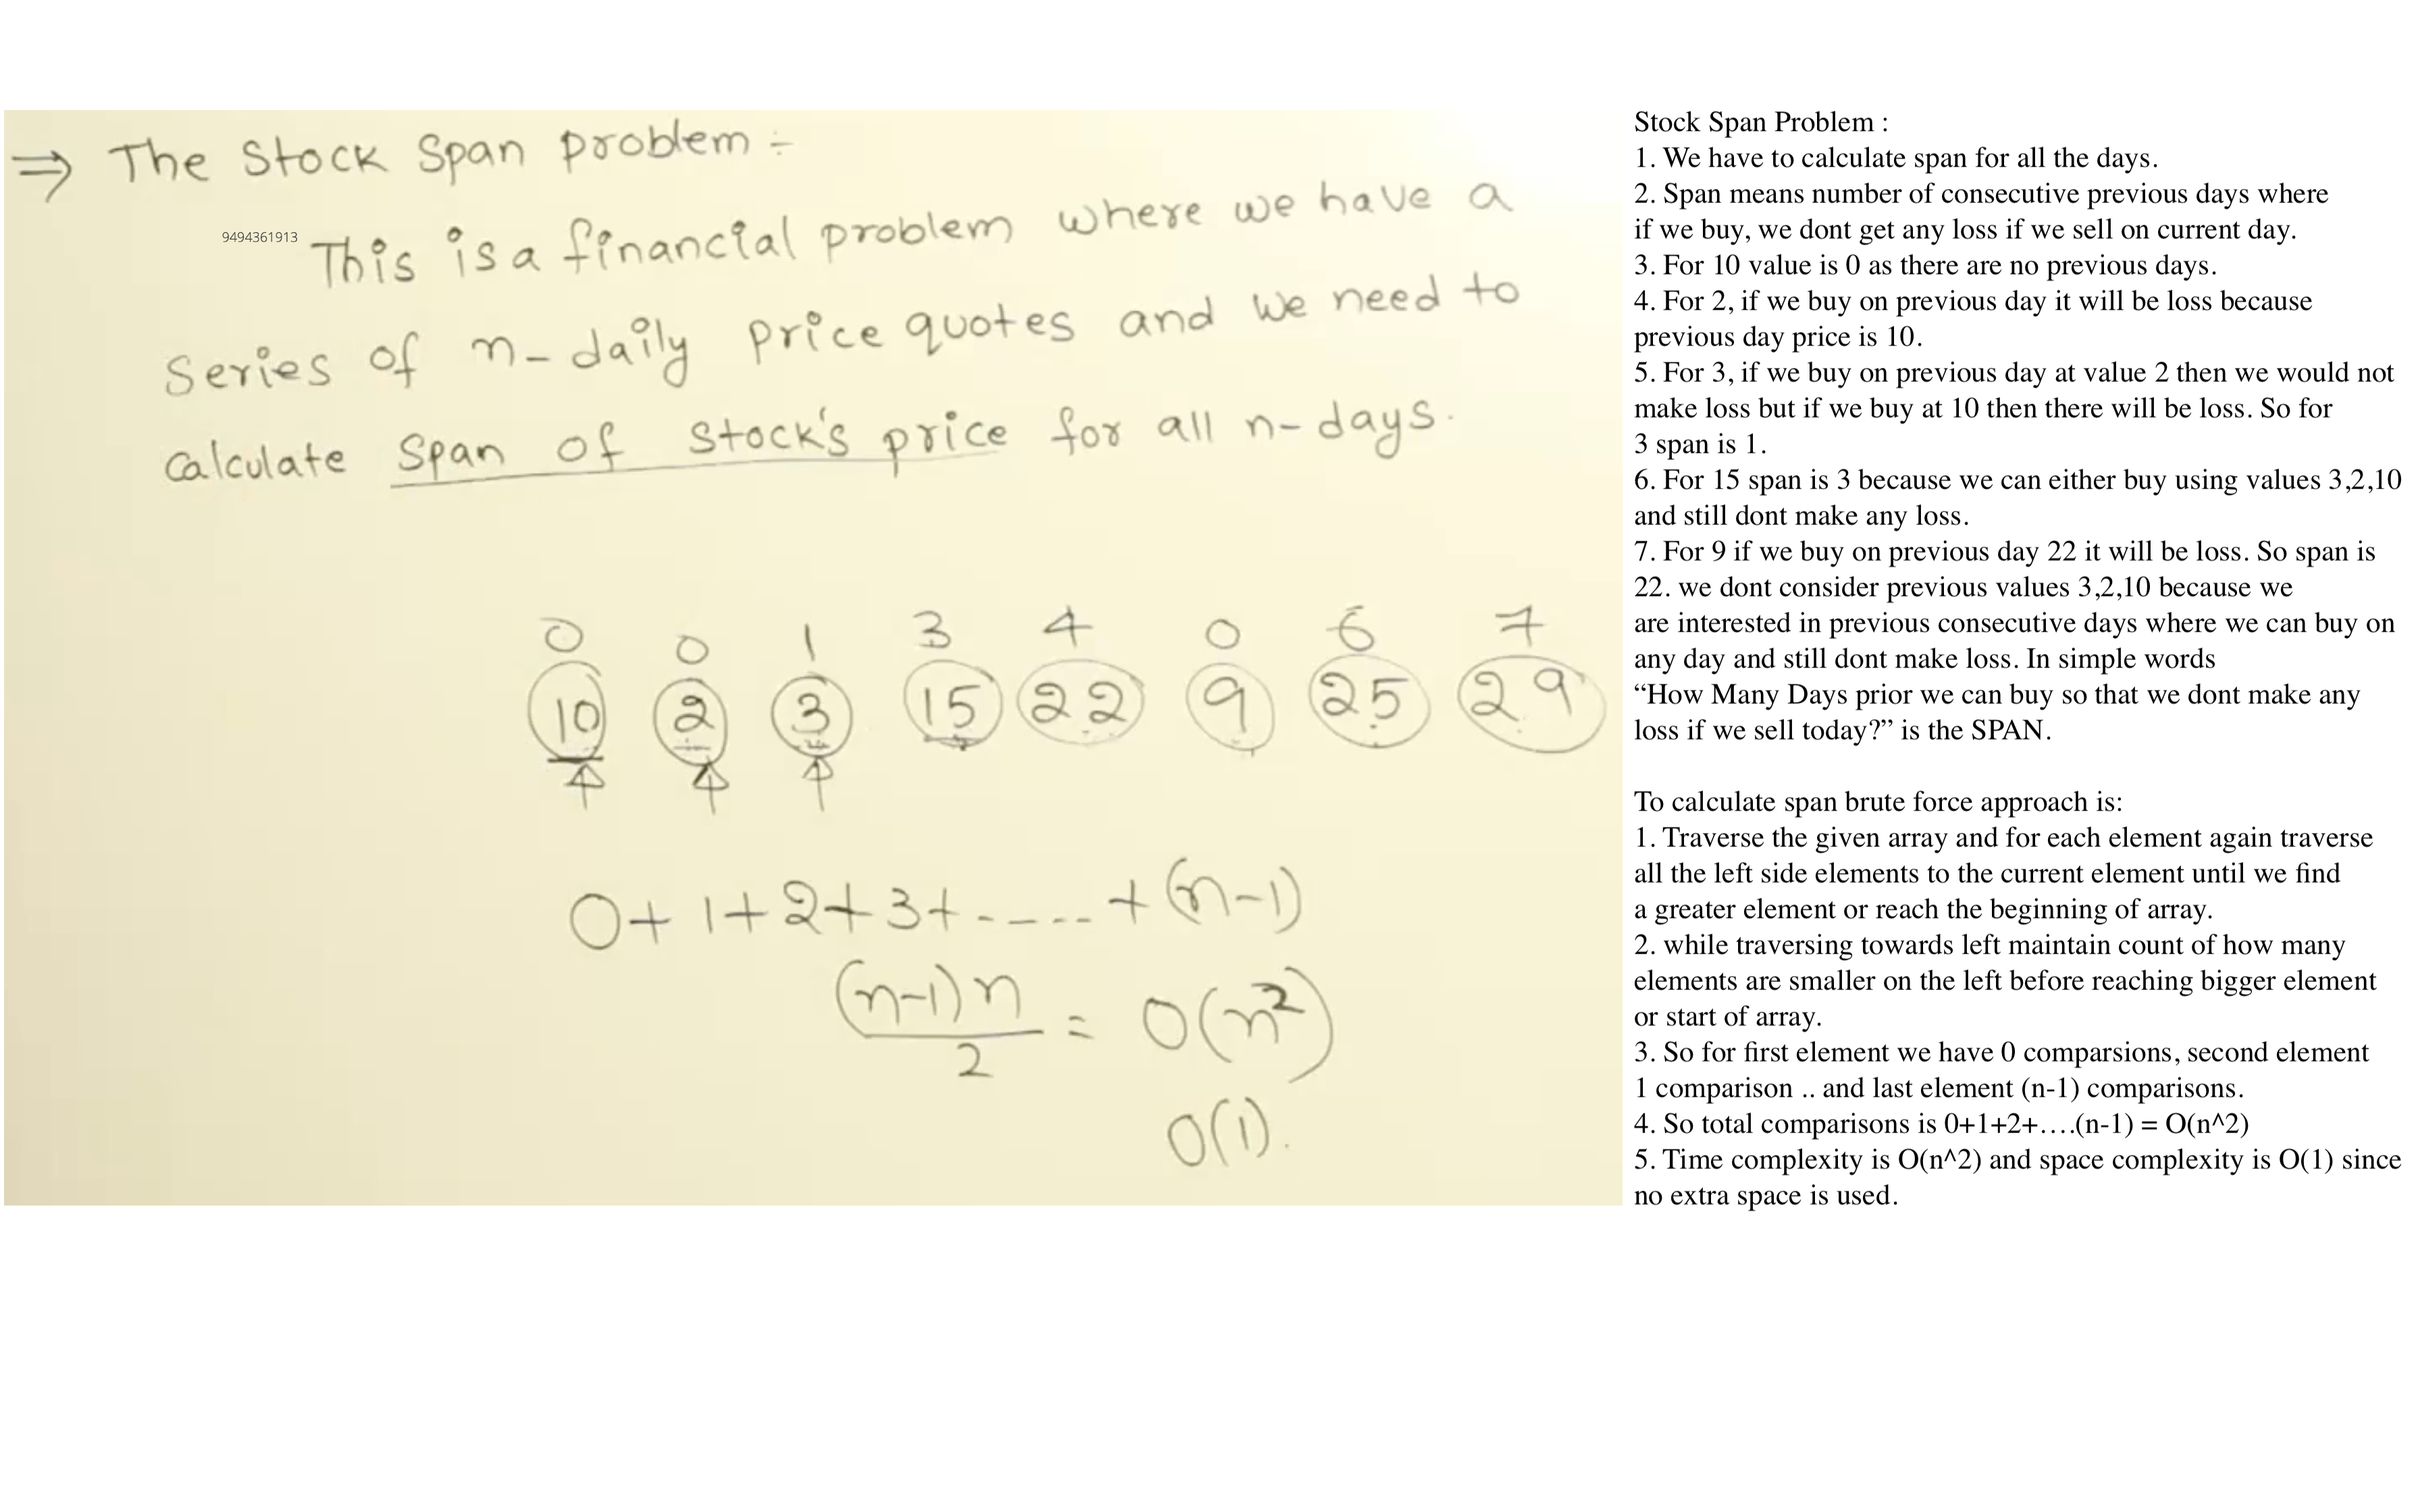 ⇒ The Stock Span problem :-
9494361913
This is a financial problem where we have a
Series of n-daily price quotes and we need to
Calculate Span of Stock's price for all n-days.
0 0 1 3 4 0 6 7
10 2 3 15 22 9 25 29
0+1+2+3+-----+(n-1)
(n-1)n
2
= O(n²)
O(1).
Stock Span Problem :
1. We have to calculate span for all the days.
2. Span means number of consecutive previous days where
if we buy, we dont get any loss if we sell on current day.
3. For 10 value is 0 as there are no previous days.
4. For 2, if we buy on previous day it will be loss because
previous day price is 10.
5. For 3, if we buy on previous day at value 2 then we would not
make loss but if we buy at 10 then there will be loss. So for
3 span is 1.
6. For 15 span is 3 because we can either buy using values 3,2,10
and still dont make any loss.
7. For 9 if we buy on previous day 22 it will be loss. So span is
22. we dont consider previous values 3,2,10 because we
are interested in previous consecutive days where we can buy on
any day and still dont make loss. In simple words
“How Many Days prior we can buy so that we dont make any
loss if we sell today?” is the SPAN.
To calculate span brute force approach is:
1. Traverse the given array and for each element again traverse
all the left side elements to the current element until we find
a greater element or reach the beginning of array.
2. while traversing towards left maintain count of how many
elements are smaller on the left before reaching bigger element
or start of array.
3. So for first element we have 0 comparsions, second element
1 comparison .. and last element (n-1) comparisons.
4. So total comparisons is 0+1+2+….(n-1) = O(n^2)
5. Time complexity is O(n^2) and space complexity is O(1) since
no extra space is used.